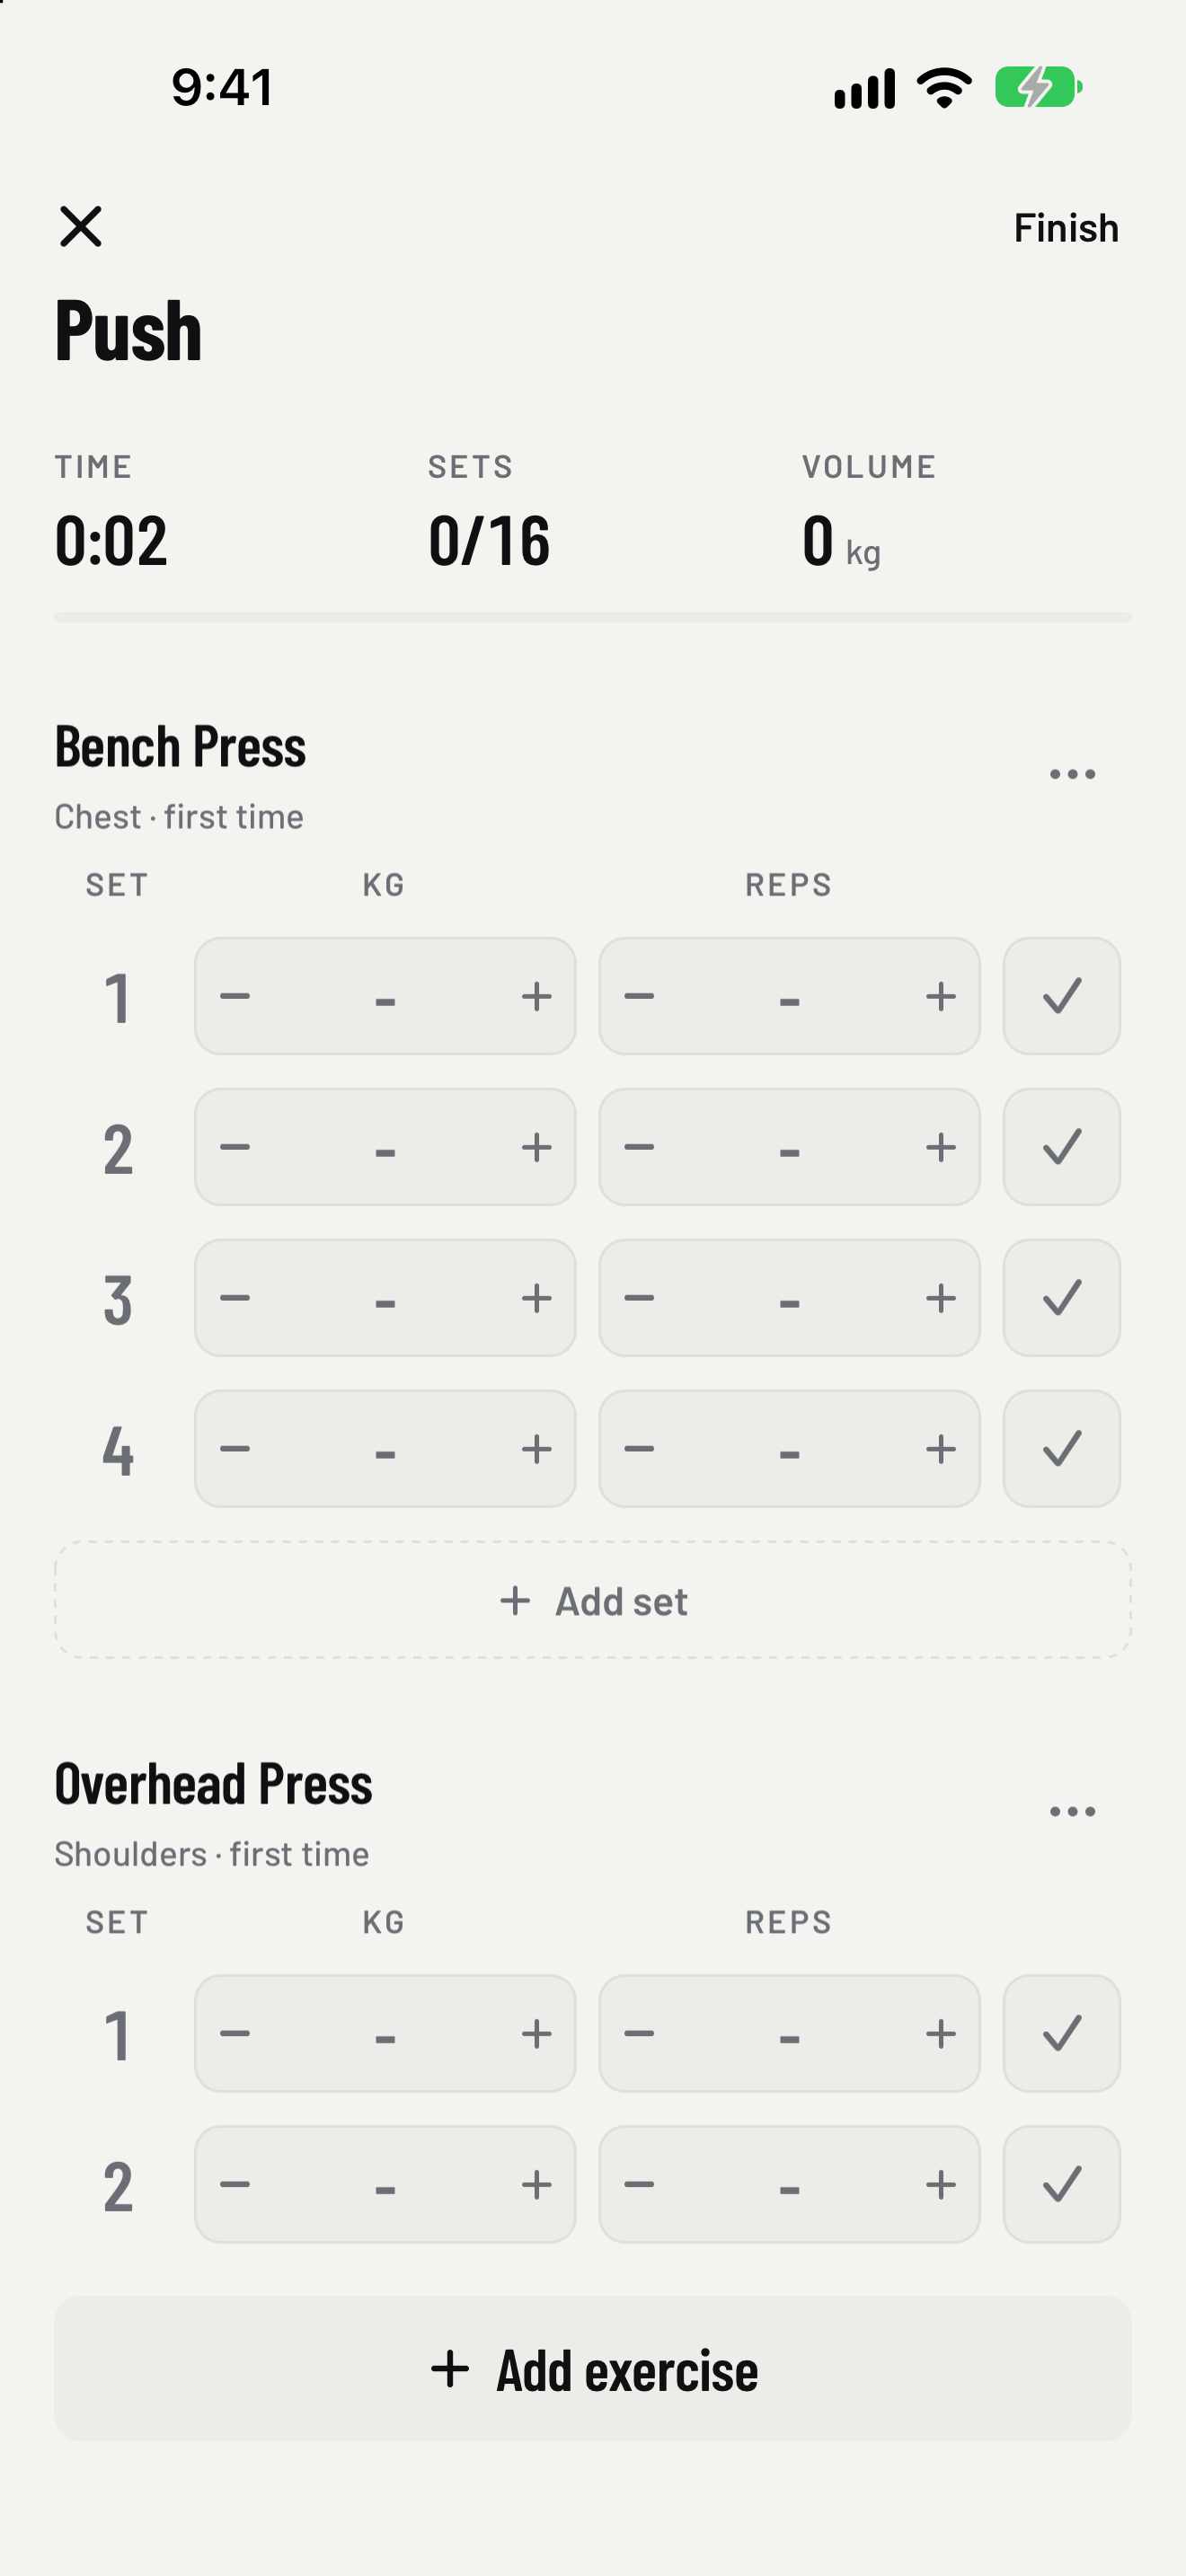 9:41
Finish
Push
TIME SETS VOLUME
0:02 0/16 0 kg
Bench Press
Chest · first time
SET KG REPS
1 - -
2 - -
3 - -
4 - -
+ Add set
Overhead Press
Shoulders · first time
SET KG REPS
1 - -
2 - -
+ Add exercise